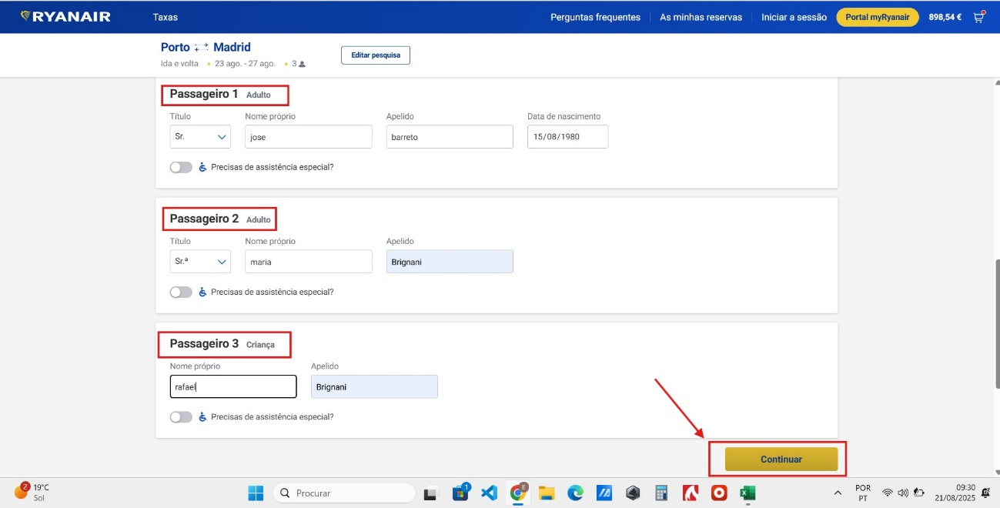 RYANAIR Taxas Perguntas frequentes As minhas reservas Iniciar a sessão Portal myRyanair 898,54 €
Porto Madrid
Ida e volta 23 ago. - 27 ago. 3
Editar pesquisa
Passageiro 1 Adulto
Título Nome próprio Apelido Data de nascimento
Sr. jose barreto 15/08/1980
Precisas de assistência especial?
Passageiro 2 Adulto
Título Nome próprio Apelido
Sr.ª maria Brignani
Precisas de assistência especial?
Passageiro 3 Criança
Nome próprio Apelido
rafael Brignani
Precisas de assistência especial?
Continuar
2 19°C
Sol
Procurar
1
E
POR
PT
09:30
21/08/2025